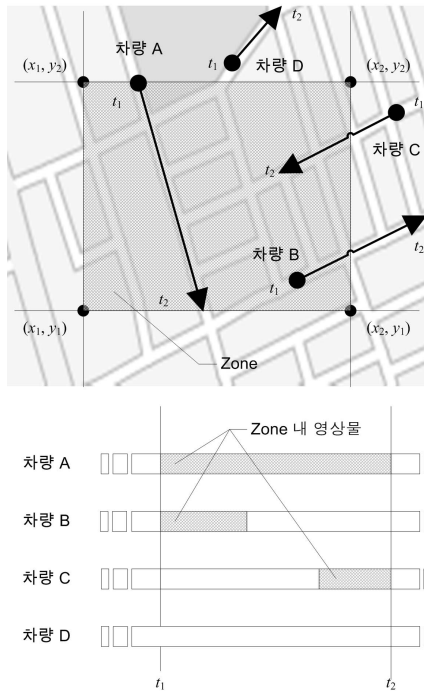 t2
차량 A
차량 D
(x1, y2)
(x2, y2)
t1
t1
t1
차량 C
t2
차량 B
t1
t2
t2
(x1, y1)
(x2, y1)
Zone
Zone 내 영상물
차량 A
차량 B
차량 C
차량 D
t1
t2